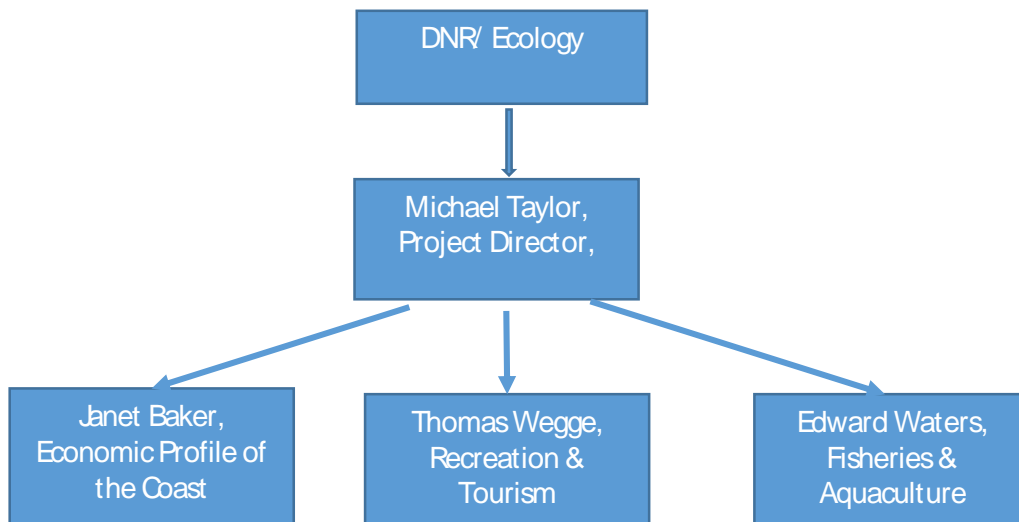 DNR/ Ecology
Michael Taylor,
Project Director,
Janet Baker,
Economic Profile of
the Coast
Thomas Wegge,
Recreation &
Tourism
Edward Waters,
Fisheries &
Aquaculture